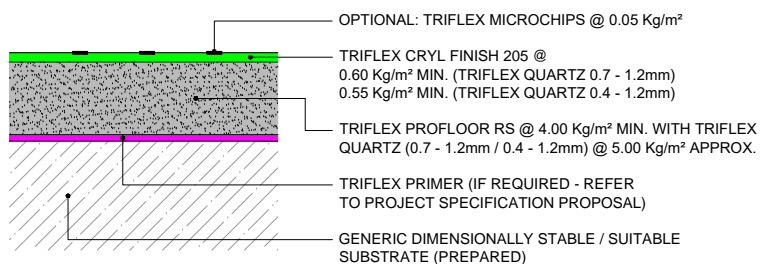 OPTIONAL: TRIFLEX MICROCHIPS @ 0.05 Kg/m²
TRIFLEX CRYL FINISH 205 @
0.60 Kg/m² MIN. (TRIFLEX QUARTZ 0.7 - 1.2mm)
0.55 Kg/m² MIN. (TRIFLEX QUARTZ 0.4 - 1.2mm)
TRIFLEX PROFLOOR RS @ 4.00 Kg/m² MIN. WITH TRIFLEX
QUARTZ (0.7 - 1.2mm / 0.4 - 1.2mm) @ 5.00 Kg/m² APPROX.
TRIFLEX PRIMER (IF REQUIRED - REFER
TO PROJECT SPECIFICATION PROPOSAL)
GENERIC DIMENSIONALLY STABLE / SUITABLE
SUBSTRATE (PREPARED)